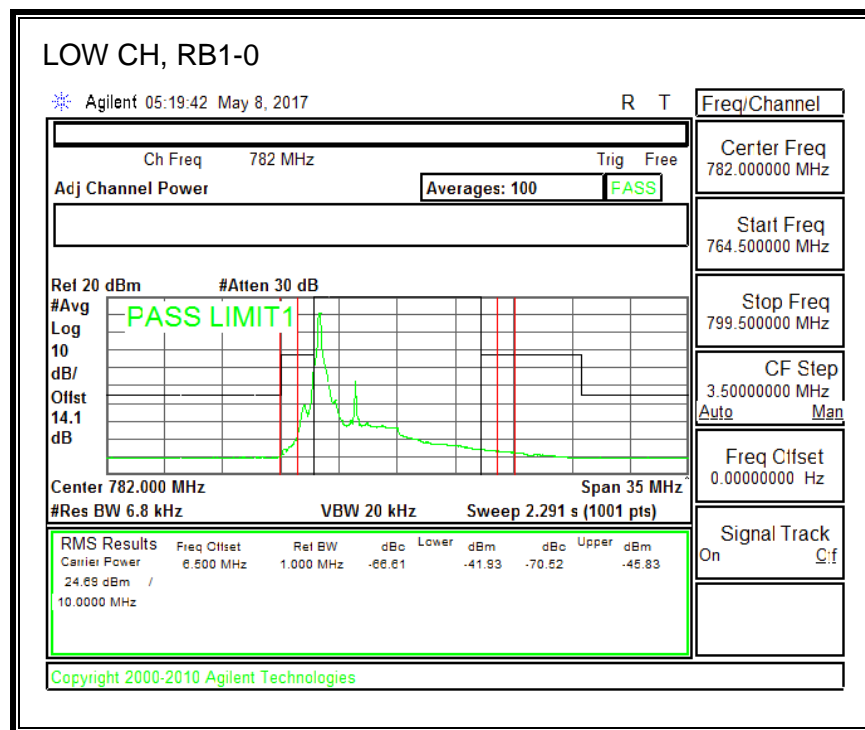 LOW CH, RB1-0
Agilent 05:19:42 May 8, 2017 R T
Freq/Channel
Ch Freq 782 MHz Trig Free
Adj Channel Power Averages: 100 PASS
Center Freq
782.000000 MHz
Start Freq
764.500000 MHz
Stop Freq
799.500000 MHz
CF Step
3.50000000 MHz
Auto Man
Freq Offset
0.00000000 Hz
Signal Track
On Off
Ref 20 dBm #Atten 30 dB
#Avg
Log
10
dB/
Offst
14.1
dB
PASS LIMIT1
Center 782.000 MHz Span 35 MHz
#Res BW 6.8 kHz VBW 20 kHz Sweep 2.291 s (1001 pts)
RMS Results Freq Offset Ref BW dBc Lower dBm dBc Upper dBm
Carrier Power 6.500 MHz 1.000 MHz -66.61 -41.93 -70.52 -45.83
24.69 dBm /
10.0000 MHz
Copyright 2000-2010 Agilent Technologies